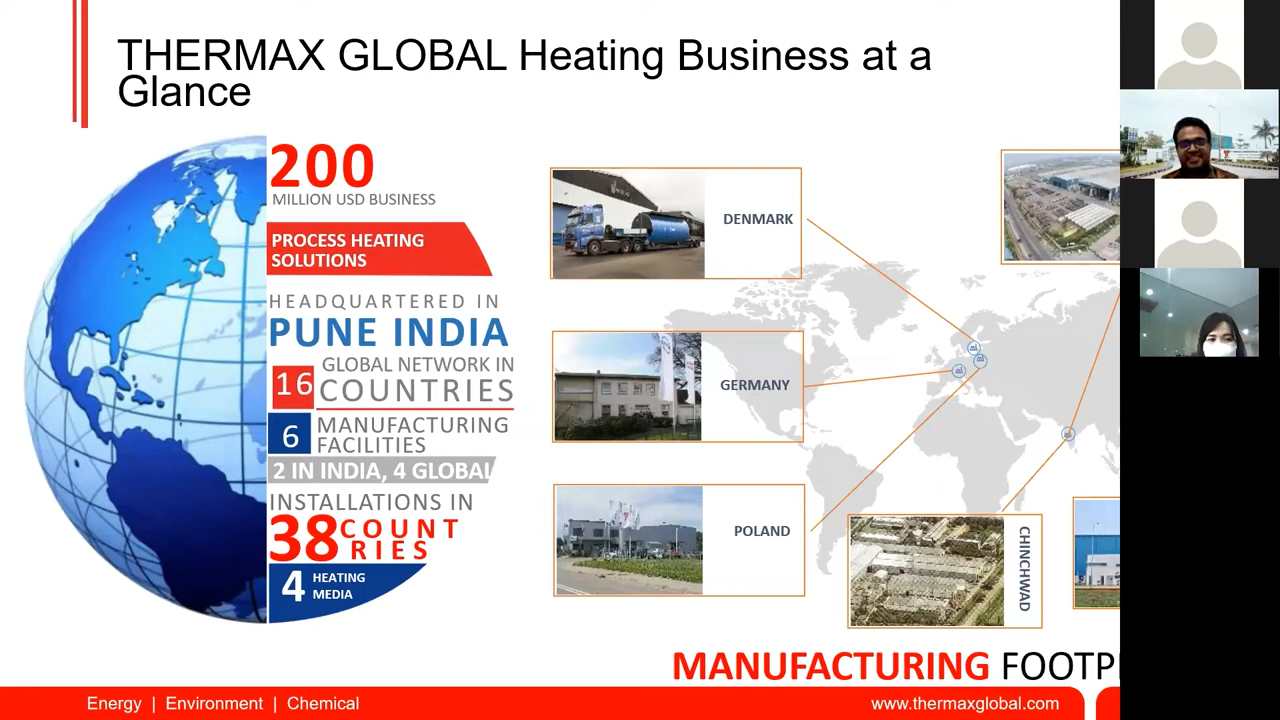 THERMAX GLOBAL Heating Business at a
Glance
200
MILLION USD BUSINESS
PROCESS HEATING
SOLUTIONS
HEADQUARTERED IN
PUNE INDIA
16 GLOBAL NETWORK IN
COUNTRIES
6 MANUFACTURING
FACILITIES
2 IN INDIA, 4 GLOBAL
INSTALLATIONS IN
38 COUNT
RIES
4 HEATING
MEDIA
DENMARK
GERMANY
POLAND
CHINCHWAD
MANUFACTURING FOOTP
Energy | Environment | Chemical
www.thermaxglobal.com